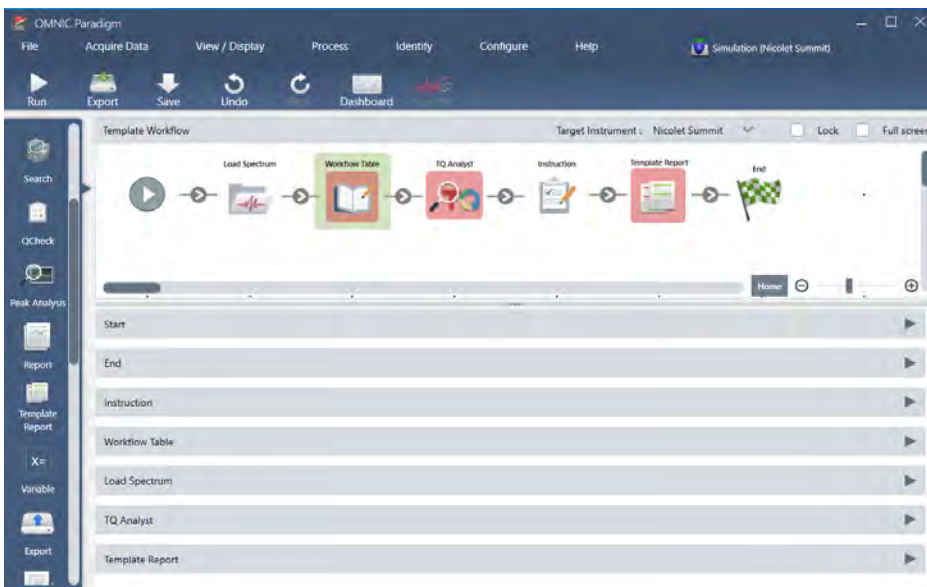 OMNIC Paradigm
File Acquire Data View / Display Process Identify Configure Help Simulation (Nicolet Summit)
Run Export Save Undo Dashboard
Template Workflow Target Instrument : Nicolet Summit Lock Full screen
Load Spectrum Workflow Table TQ Analyst Instruction Template Report End
Home
Search
QCheck
Peak Analysis
Report
Template
Report
X=
Variable
Export
Start
End
Instruction
Workflow Table
Load Spectrum
TQ Analyst
Template Report